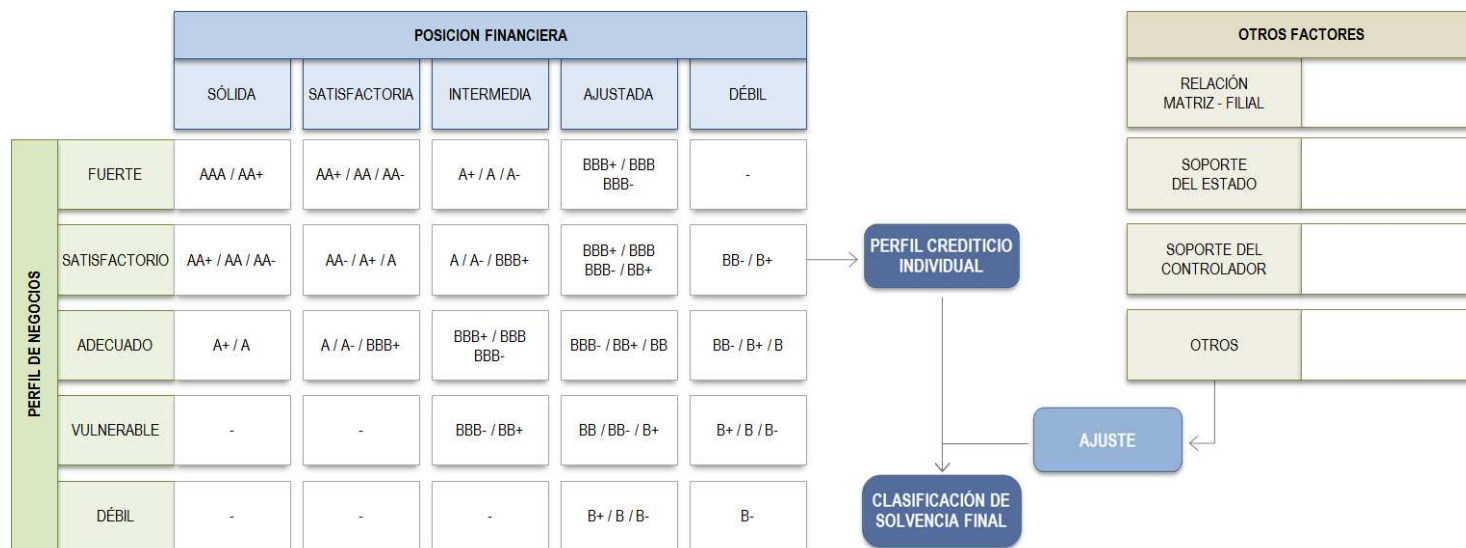 POSICION FINANCIERA
OTROS FACTORES
SÓLIDA
SATISFACTORIA
INTERMEDIA
AJUSTADA
DÉBIL
RELACIÓN
MATRIZ - FILIAL
PERFIL DE NEGOCIOS
FUERTE
AAA / AA+
AA+ / AA / AA-
A+ / A / A-
BBB+ / BBB
BBB-
-
SOPORTE
DEL ESTADO
SATISFACTORIO
AA+ / AA / AA-
AA- / A+ / A
A / A- / BBB+
BBB+ / BBB
BBB- / BB+
BB- / B+
PERFIL CREDITICIO
INDIVIDUAL
SOPORTE DEL
CONTROLADOR
ADECUADO
A+ / A
A / A- / BBB+
BBB+ / BBB
BBB-
BBB- / BB+ / BB
BB- / B+ / B
OTROS
VULNERABLE
-
-
BBB- / BB+
BB / BB- / B+
B+ / B / B-
AJUSTE
DÉBIL
-
-
-
B+ / B / B-
B-
CLASIFICACIÓN DE
SOLVENCIA FINAL